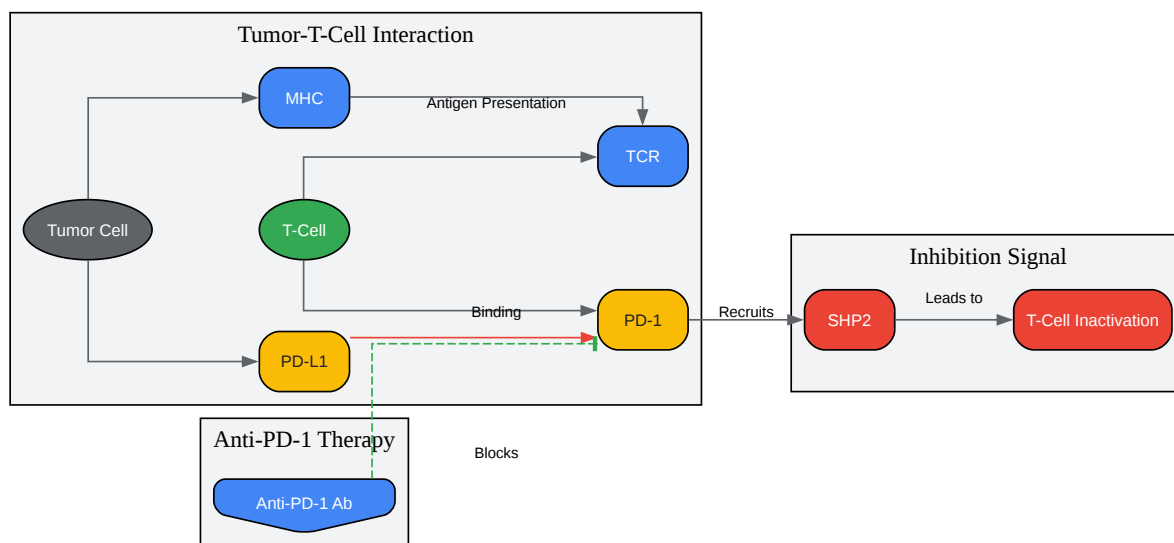 Tumor-T-Cell Interaction
MHC
Antigen Presentation
TCR
Tumor Cell
T-Cell
Binding
PD-1
PD-L1
Recruits
Inhibition Signal
SHP2
Leads to
T-Cell Inactivation
Anti-PD-1 Therapy
Blocks
Anti-PD-1 Ab